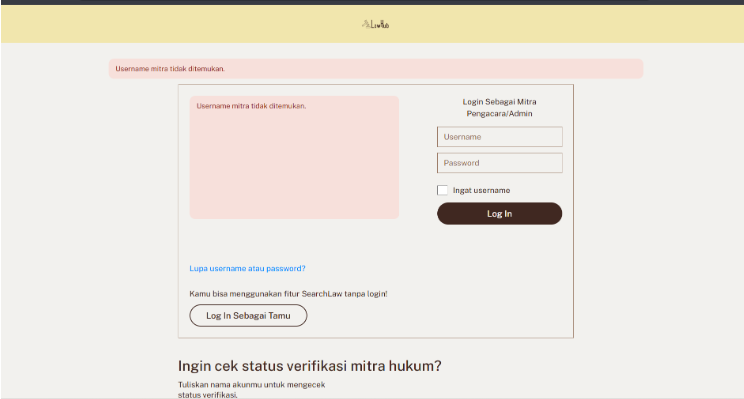 LawHub
Username mitra tidak ditemukan.
Username mitra tidak ditemukan.
Login Sebagai Mitra
Pengacara/Admin
Username
Password
Ingat username
Log In
Lupa username atau password?
Kamu bisa menggunakan fitur SearchLaw tanpa login!
Log In Sebagai Tamu
Ingin cek status verifikasi mitra hukum?
Tuliskan nama akunmu untuk mengecek
status verifikasi.